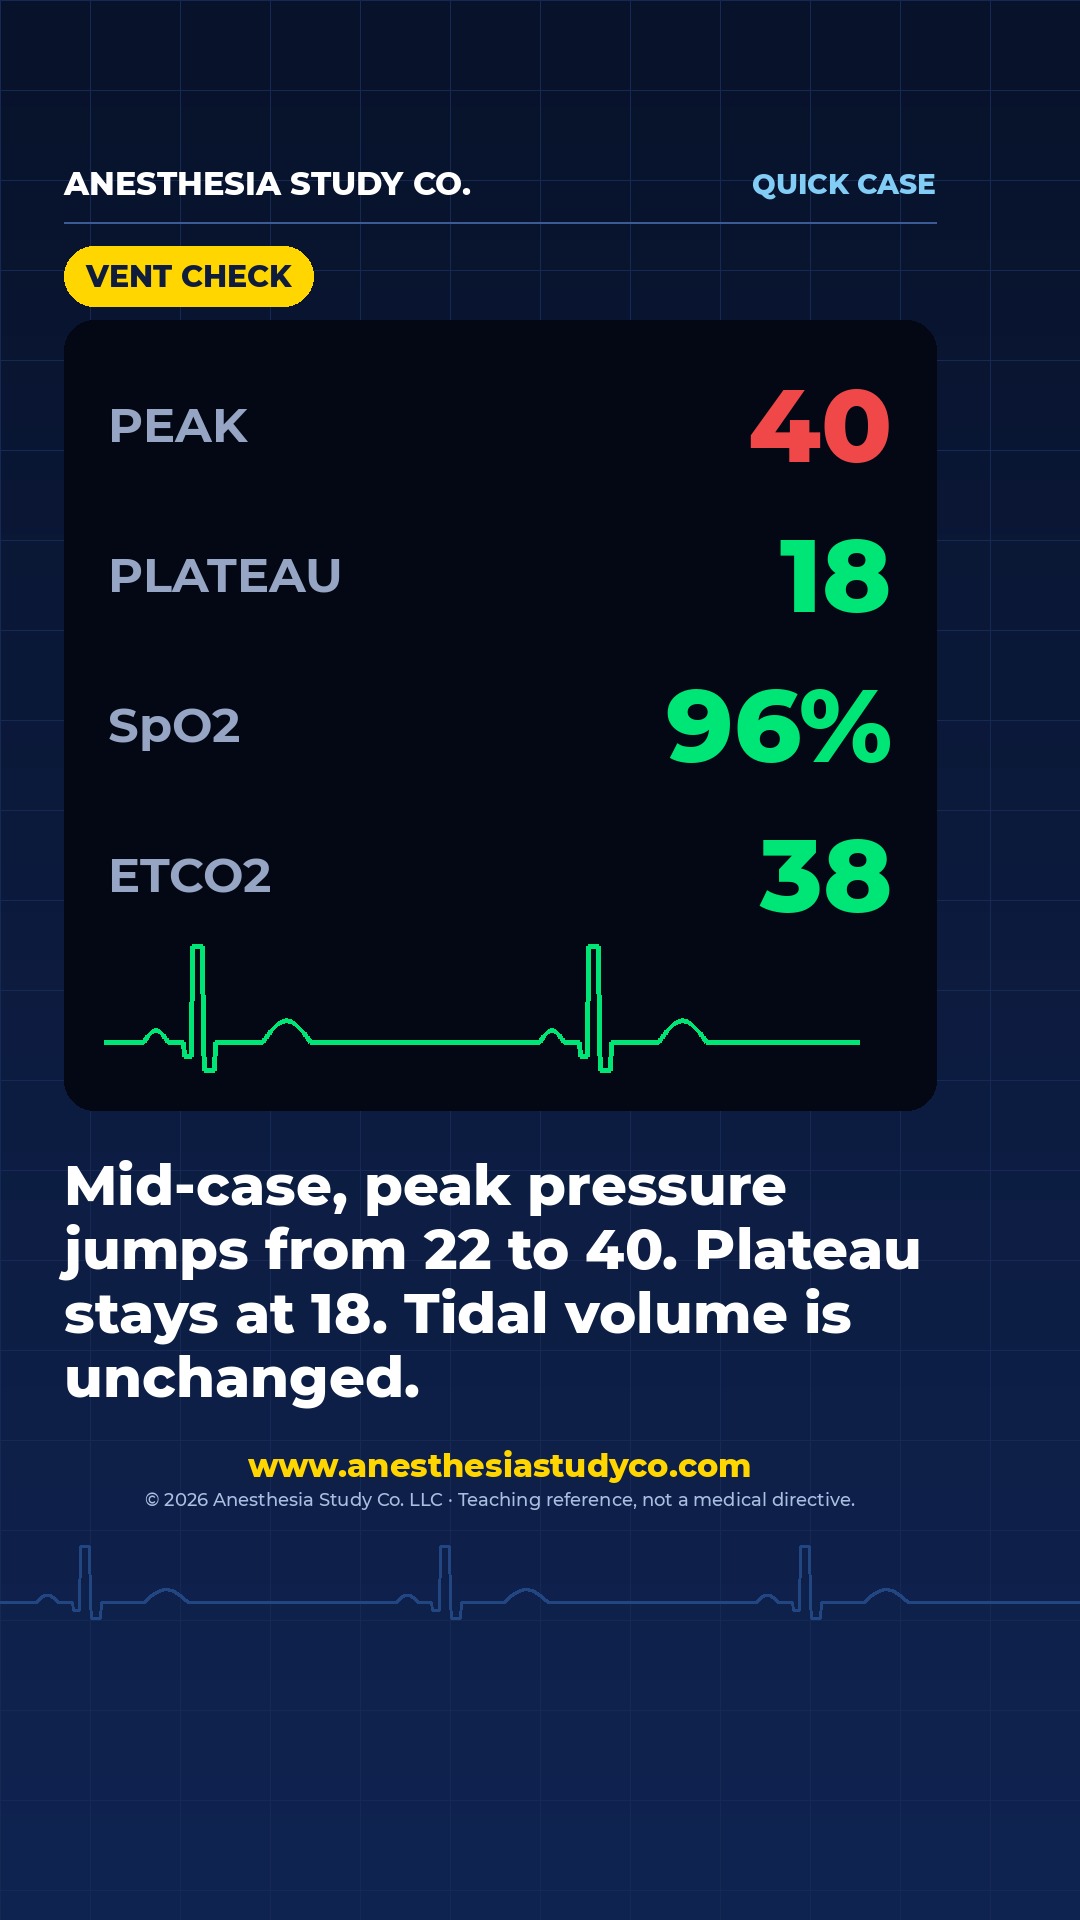 ANESTHESIA STUDY CO.
QUICK CASE
VENT CHECK
PEAK 40
PLATEAU 18
SpO2 96%
ETCO2 38
Mid-case, peak pressure
jumps from 22 to 40. Plateau
stays at 18. Tidal volume is
unchanged.
www.anesthesiastudyco.com
© 2026 Anesthesia Study Co. LLC · Teaching reference, not a medical directive.